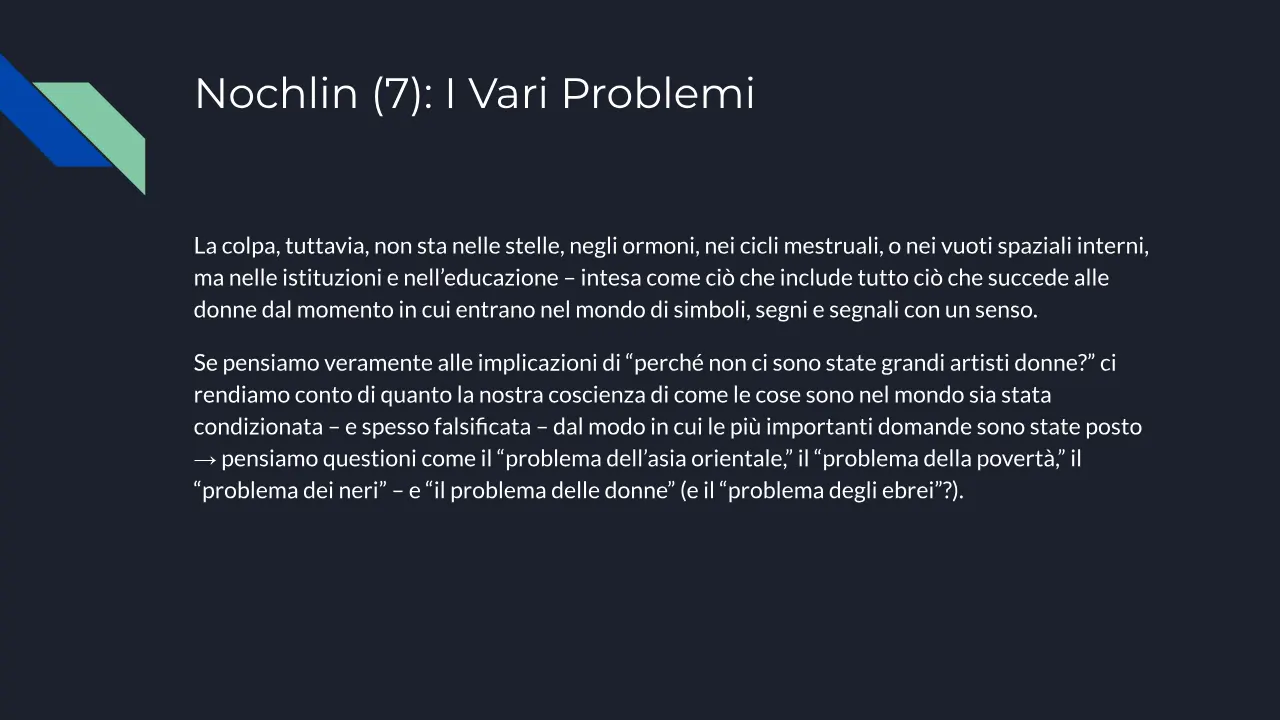 Nochlin (7): I Vari Problemi
La colpa, tuttavia, non sta nelle stelle, negli ormoni, nei cicli mestruali, o nei vuoti spaziali interni,
ma nelle istituzioni e nell’educazione – intesa come ciò che include tutto ciò che succede alle
donne dal momento in cui entrano nel mondo di simboli, segni e segnali con un senso.
Se pensiamo veramente alle implicazioni di “perché non ci sono state grandi artisti donne?” ci
rendiamo conto di quanto la nostra coscienza di come le cose sono nel mondo sia stata
condizionata – e spesso falsificata – dal modo in cui le più importanti domande sono state posto
→ pensiamo questioni come il “problema dell’asia orientale,” il “problema della povertà,” il
“problema dei neri” – e “il problema delle donne” (e il “problema degli ebrei”?).